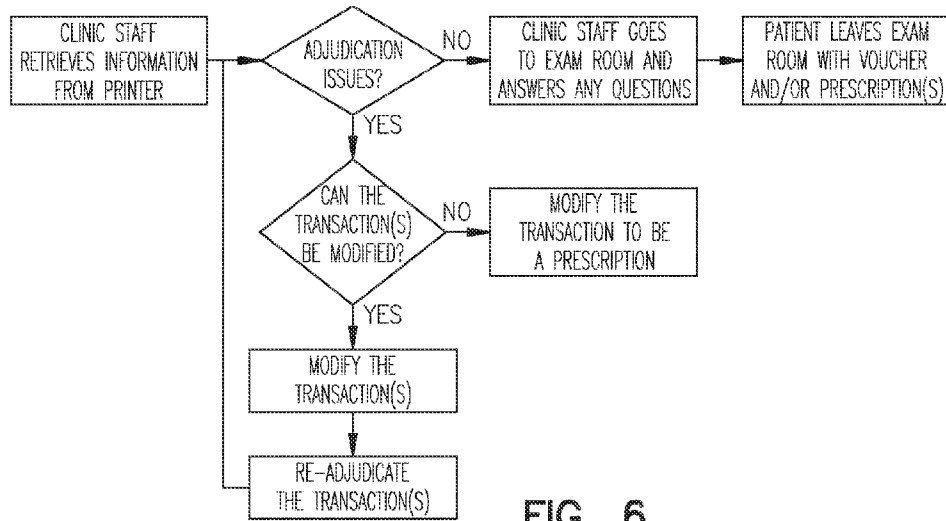 CLINIC STAFF
RETRIEVES INFORMATION
FROM PRINTER
ADJUDICATION
ISSUES?
NO
CLINIC STAFF GOES
TO EXAM ROOM AND
ANSWERS ANY QUESTIONS
PATIENT LEAVES EXAM
ROOM WITH VOUCHER
AND/OR PRESCRIPTION(S)
YES
CAN THE
TRANSACTION(S)
BE MODIFIED?
NO
MODIFY THE
TRANSACTION TO BE
A PRESCRIPTION
YES
MODIFY THE
TRANSACTION(S)
RE-ADJUDICATE
THE TRANSACTION(S)
FIG. 6